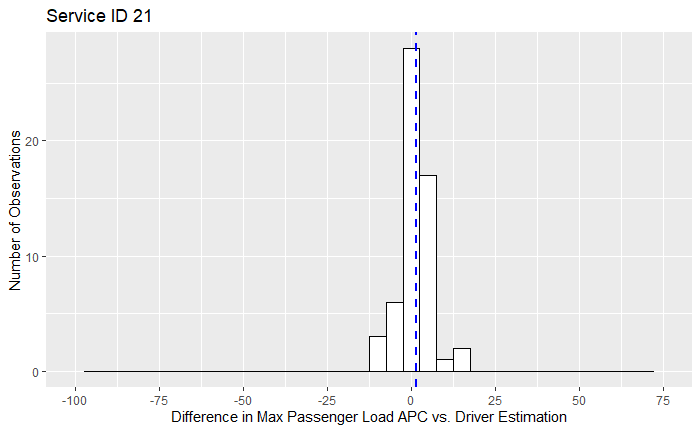 Service ID 21
Number of Observations
20
10
0
-100 -75 -50 -25 0 25 50 75
Difference in Max Passenger Load APC vs. Driver Estimation